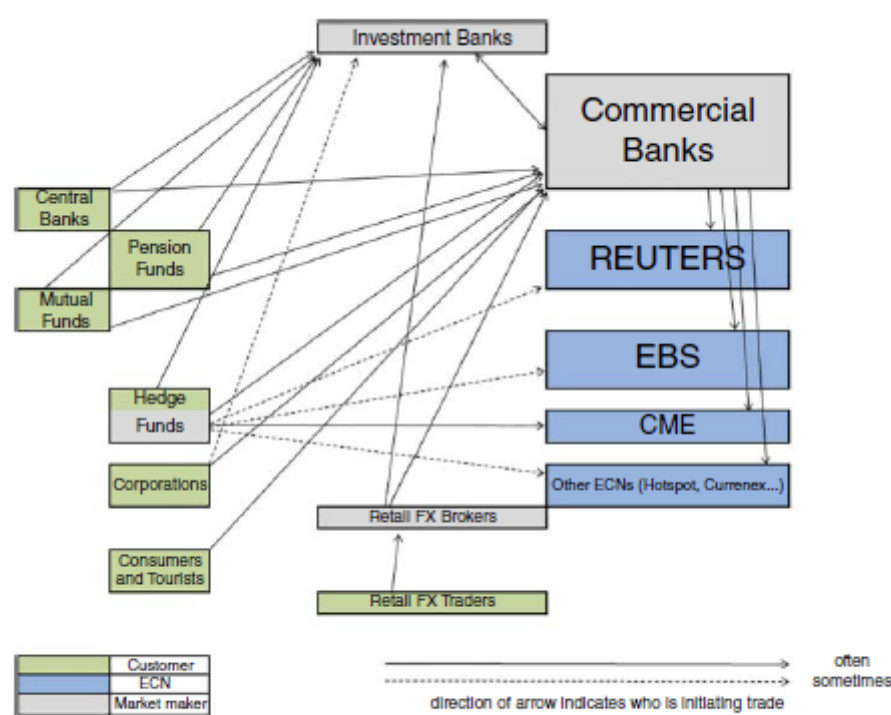 Investment Banks
Commercial
Banks
Central
Banks
Pension
Funds
Mutual
Funds
REUTERS
EBS
Hedge
Funds
CME
Corporations
Other ECNs (Hotspot, Currenex...)
Retail FX Brokers
Consumers
and Tourists
Retail FX Traders
Customer
ECN
Market maker
often
sometimes
direction of arrow indicates who is initiating trade